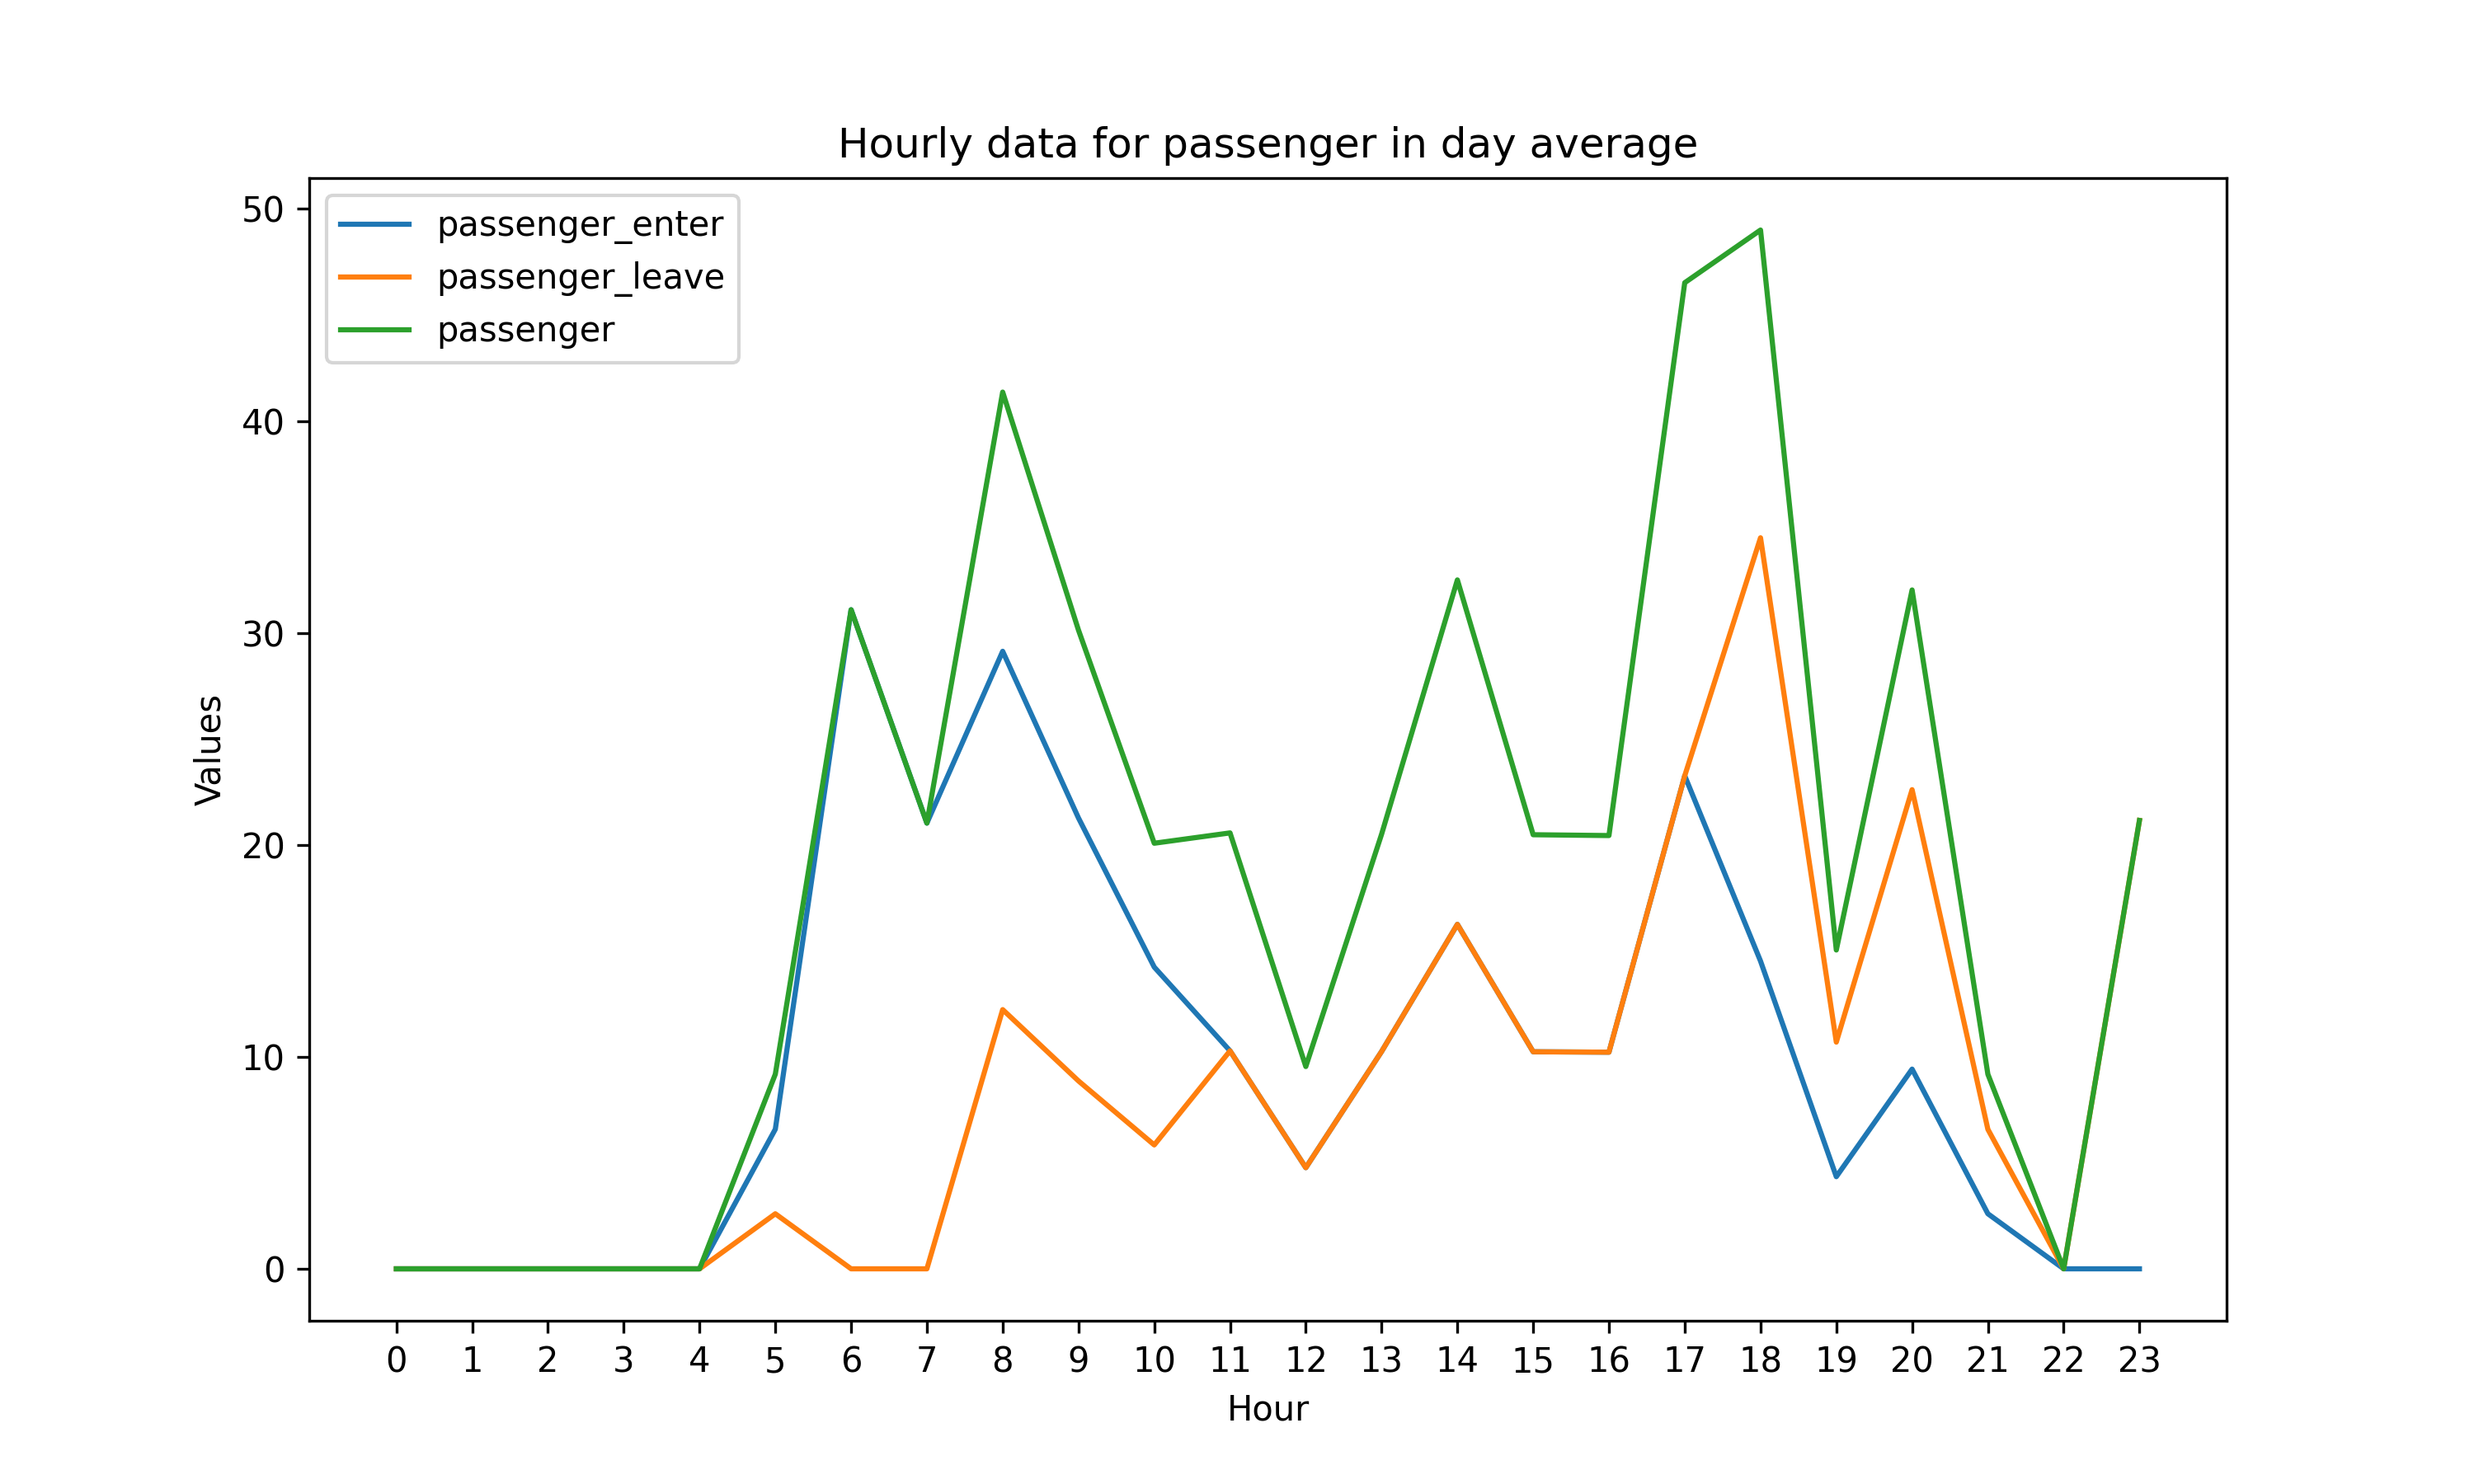 Hourly data for passenger in day average
passenger_enter
passenger_leave
passenger
50
40
30
20
10
0
Values
0 1 2 3 4 5 6 7 8 9 10 11 12 13 14 15 16 17 18 19 20 21 22 23
Hour